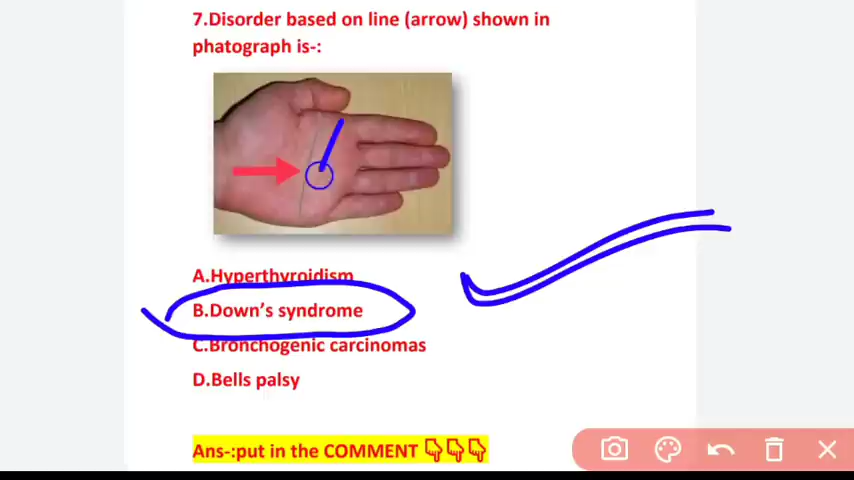 7.Disorder based on line (arrow) shown in
phatograph is-:
A.Hyperthyroidism
B.Down's syndrome
C.Bronchogenic carcinomas
D.Bells palsy
Ans-:put in the COMMENT 👇👇👇